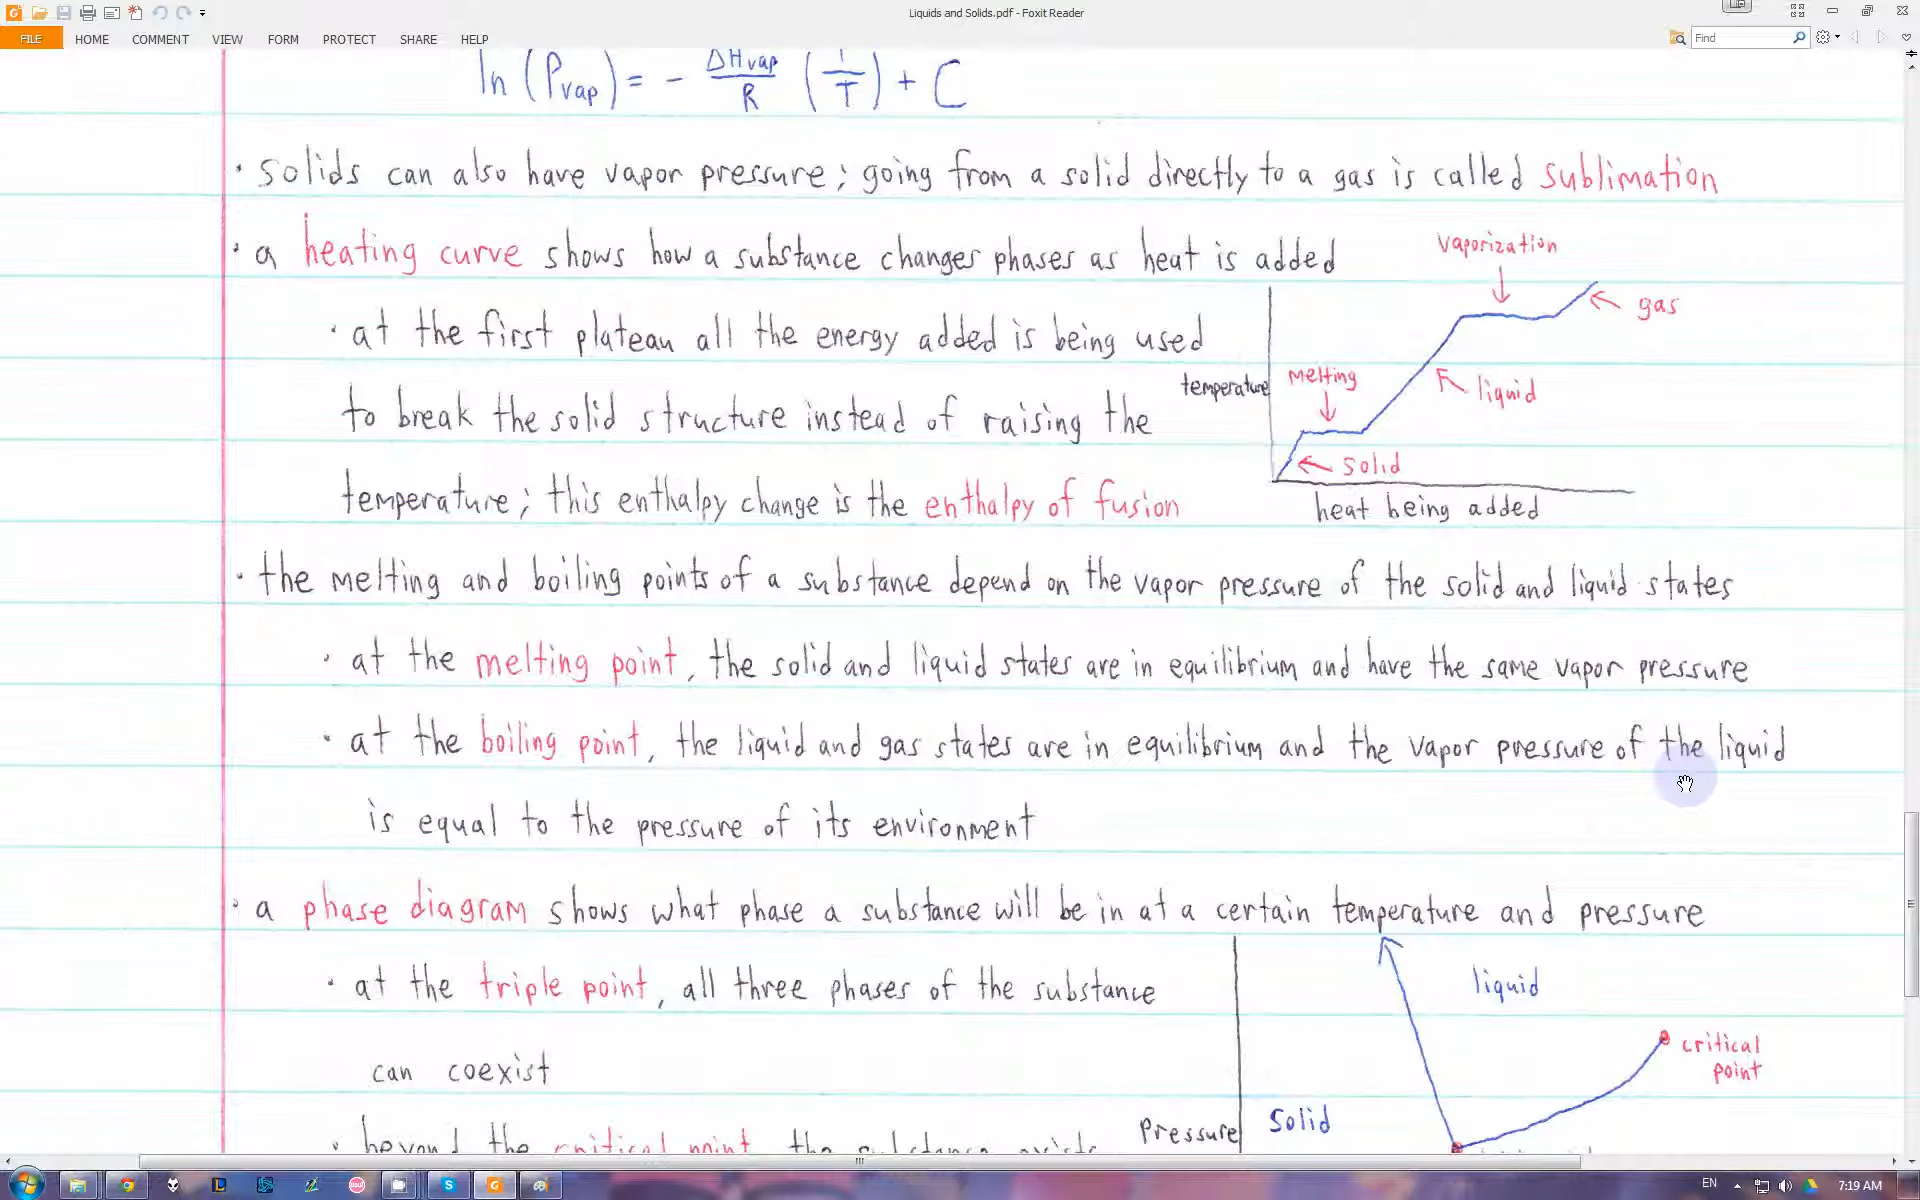 Liquids and Solids.pdf - Foxit Reader
FILE HOME COMMENT VIEW FORM PROTECT SHARE HELP
Find
ln (Pvap) = - ΔHvap/R (1/T) + C
· solids can also have vapor pressure; going from a solid directly to a gas is called sublimation
· a heating curve shows how a substance changes phases as heat is added
· at the first plateau all the energy added is being used
to break the solid structure instead of raising the
temperature; this enthalpy change is the enthalpy of fusion
vaporization
gas
temperature
melting
liquid
solid
heat being added
· the melting and boiling points of a substance depend on the vapor pressure of the solid and liquid states
· at the melting point, the solid and liquid states are in equilibrium and have the same vapor pressure
· at the boiling point, the liquid and gas states are in equilibrium and the vapor pressure of the liquid
is equal to the pressure of its environment
· a phase diagram shows what phase a substance will be in at a certain temperature and pressure
· at the triple point, all three phases of the substance
can coexist
· beyond the critical point, the substance exists
liquid
critical
point
Solid
Pressure
EN
7:19 AM